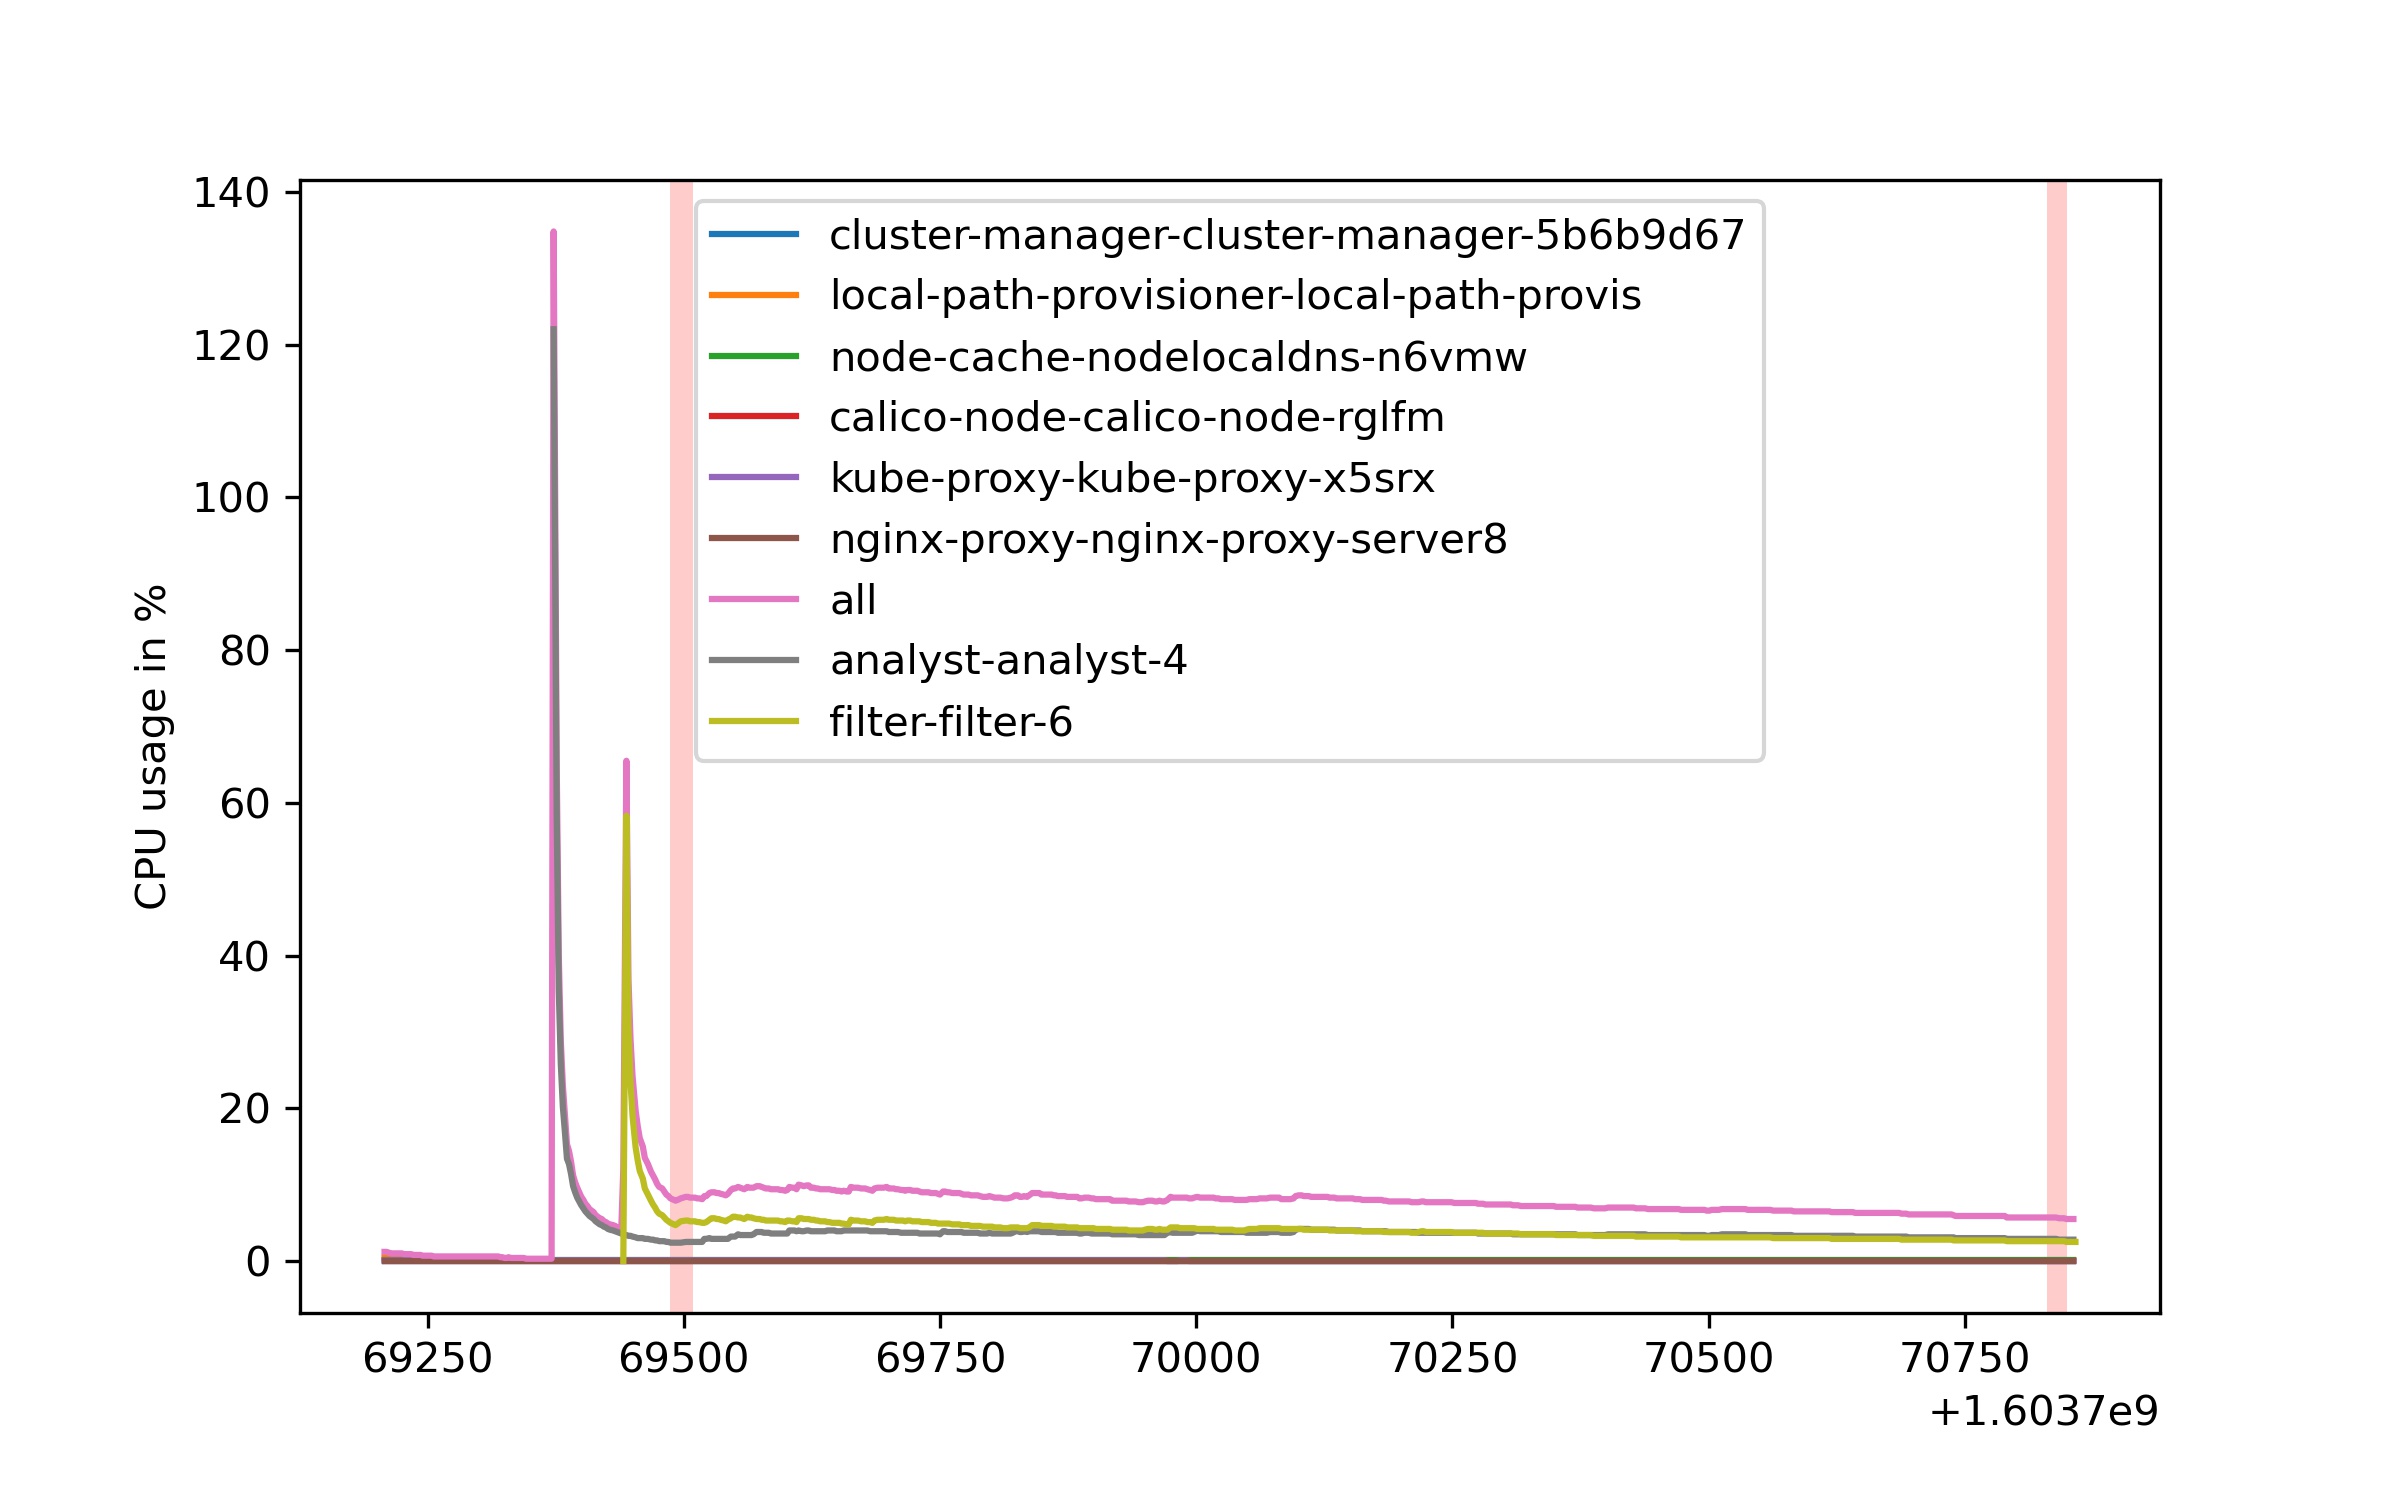 140
120
100
80
60
40
20
0
CPU usage in %
cluster-manager-cluster-manager-5b6b9d67
local-path-provisioner-local-path-provis
node-cache-nodelocaldns-n6vmw
calico-node-calico-node-rglfm
kube-proxy-kube-proxy-x5srx
nginx-proxy-nginx-proxy-server8
all
analyst-analyst-4
filter-filter-6
69250 69500 69750 70000 70250 70500 70750
+1.6037e9